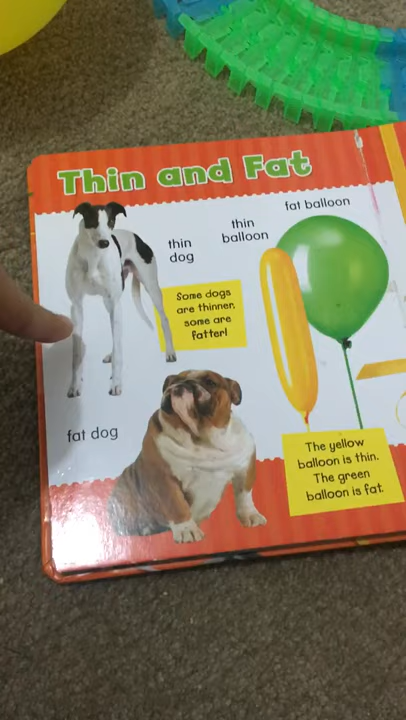 Thin and Fat
thin
dog
thin
balloon
fat balloon
Some dogs
are thinner,
some are
fatter!
fat dog
The yellow
balloon is thin.
The green
balloon is fat.